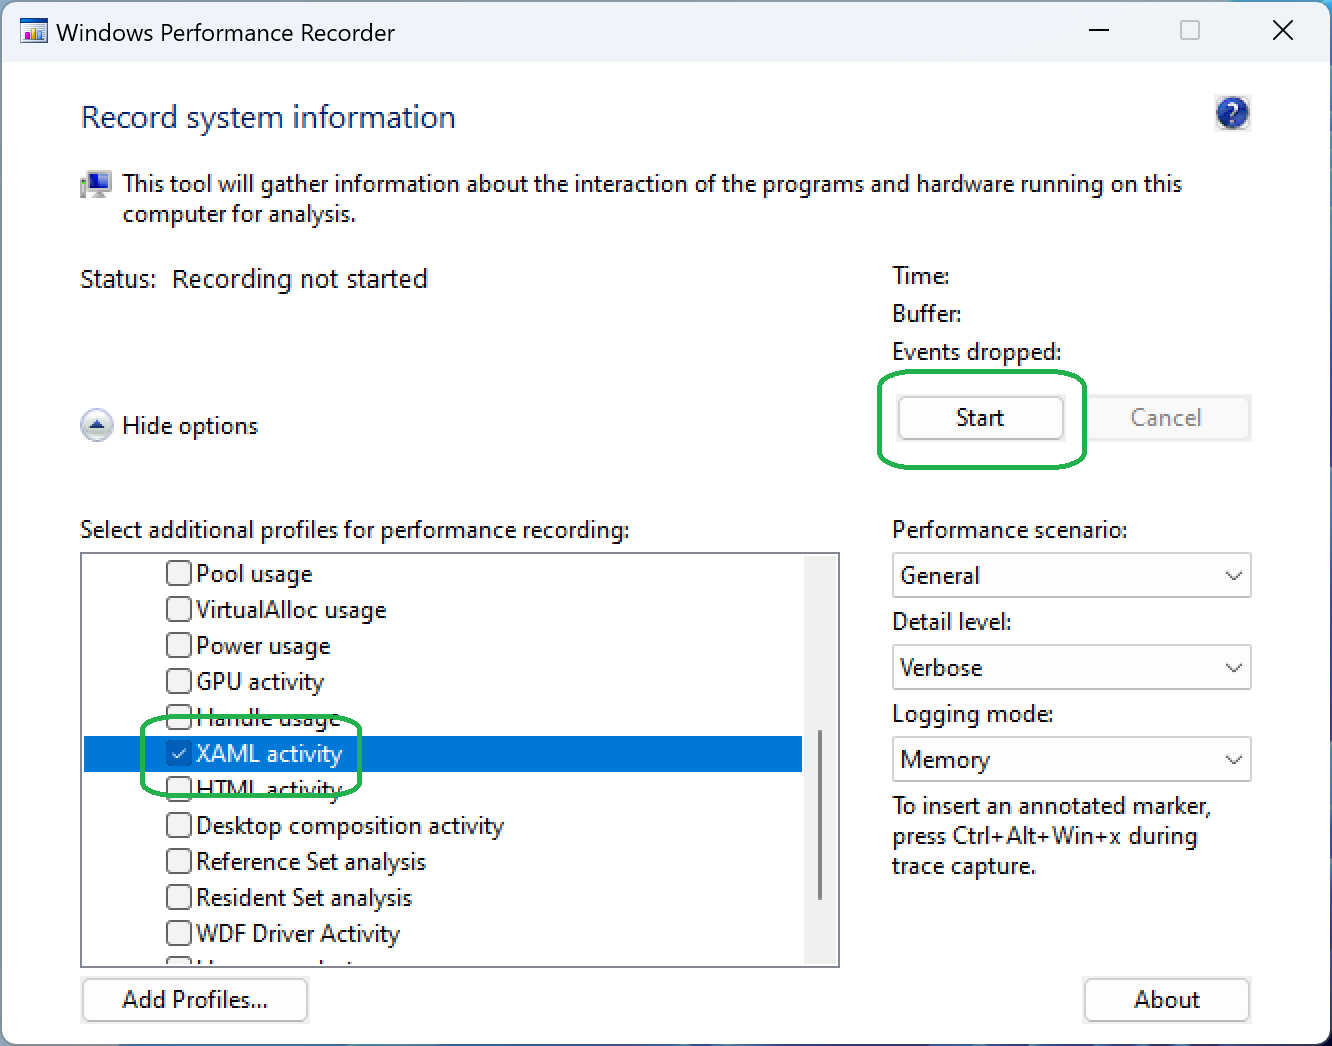 Windows Performance Recorder
Record system information
This tool will gather information about the interaction of the programs and hardware running on this
computer for analysis.
Status: Recording not started
Time:
Buffer:
Events dropped:
Start
Cancel
Hide options
Select additional profiles for performance recording:
Pool usage
VirtualAlloc usage
Power usage
GPU activity
Handle usage
XAML activity
HTML activity
Desktop composition activity
Reference Set analysis
Resident Set analysis
WDF Driver Activity
Add Profiles...
Performance scenario:
General
Detail level:
Verbose
Logging mode:
Memory
To insert an annotated marker,
press Ctrl+Alt+Win+x during
trace capture.
About